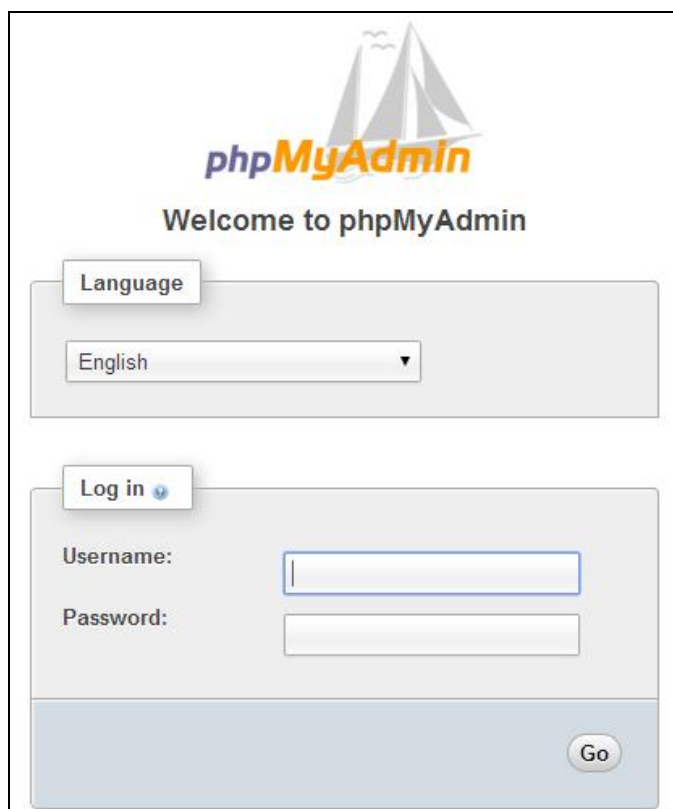 phpMyAdmin
Welcome to phpMyAdmin
Language
English
Log in
Username:
Password:
Go